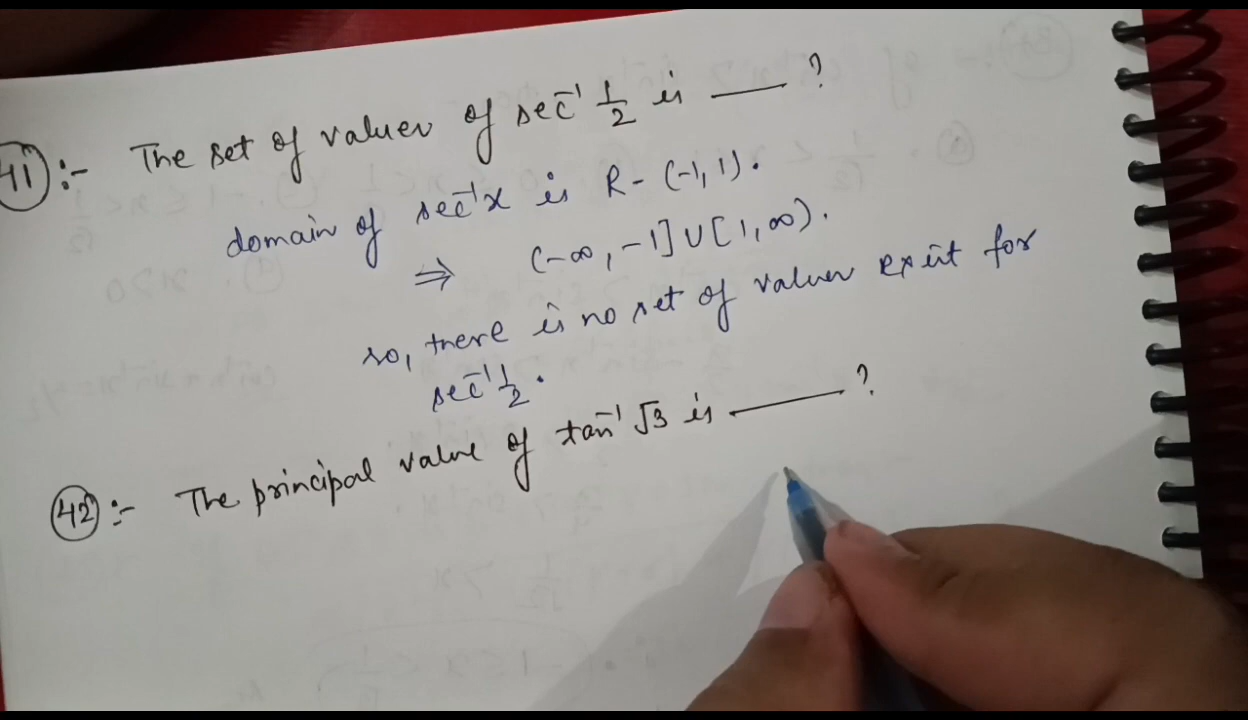 41 :- The set of values of sec⁻¹ 1/2 is ___ ?
domain of sec⁻¹x is R - (-1, 1).
⇒ (-∞, -1] ∪ [1, ∞).
so, there is no set of values exist for
sec⁻¹ 1/2.
42 :- The principal value of tan⁻¹ √3 is ___ ?